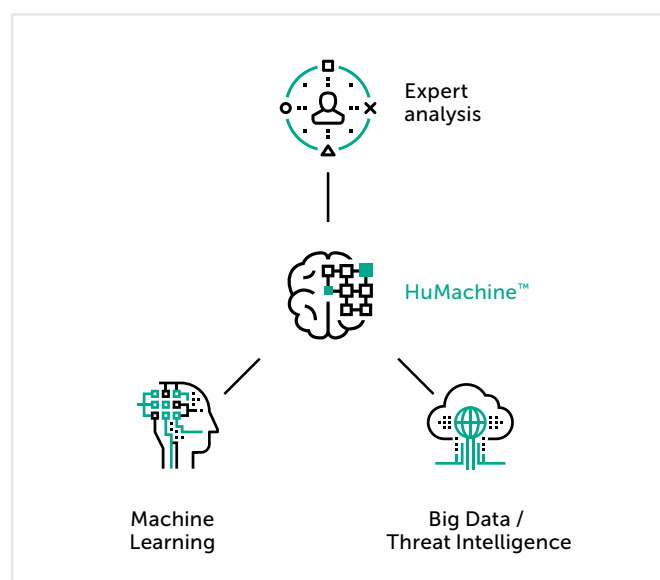 Expert
analysis
HuMachine™
Machine
Learning
Big Data /
Threat Intelligence